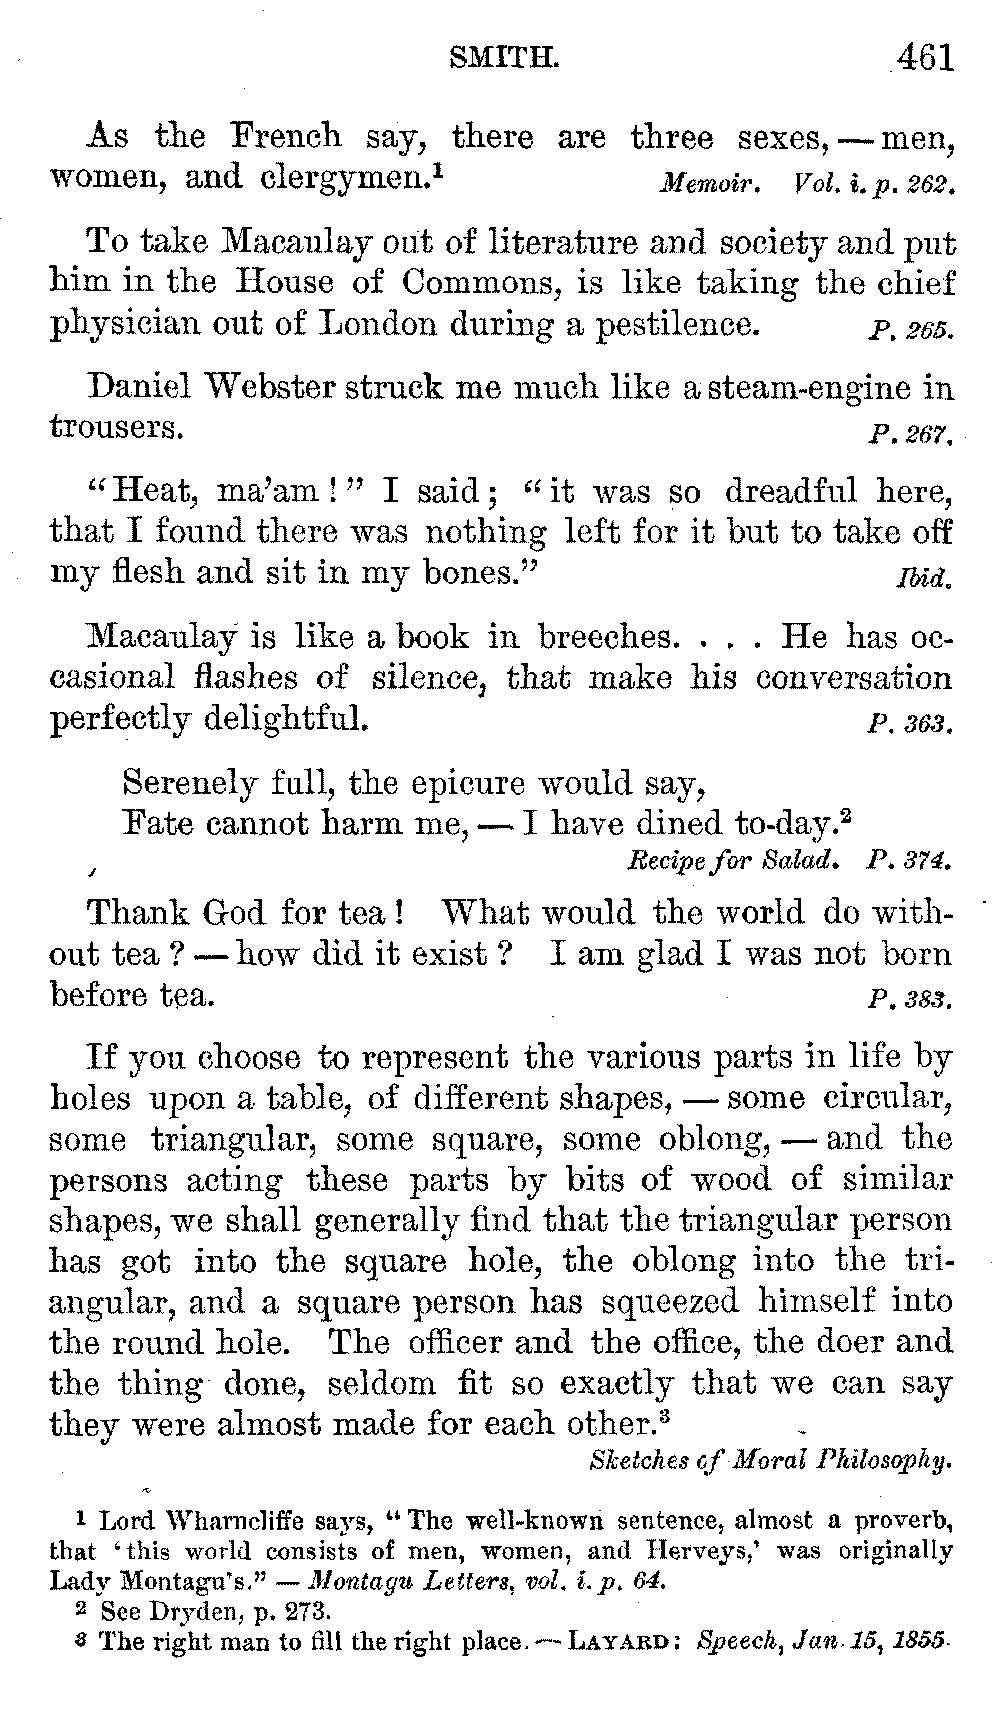 SMITH. 461
As the French say, there are three sexes, — men,
women, and clergymen.¹ Memoir. Vol. i. p. 262.
To take Macaulay out of literature and society and put
him in the House of Commons, is like taking the chief
physician out of London during a pestilence. P. 265.
Daniel Webster struck me much like a steam-engine in
trousers. P. 267.
“Heat, ma’am!” I said; “it was so dreadful here,
that I found there was nothing left for it but to take off
my flesh and sit in my bones.” Ibid.
Macaulay is like a book in breeches. . . . He has oc-
casional flashes of silence, that make his conversation
perfectly delightful. P. 363.
Serenely full, the epicure would say,
Fate cannot harm me, — I have dined to-day.²
Recipe for Salad. P. 374.
Thank God for tea! What would the world do with-
out tea? — how did it exist? I am glad I was not born
before tea. P. 383.
If you choose to represent the various parts in life by
holes upon a table, of different shapes, — some circular,
some triangular, some square, some oblong, — and the
persons acting these parts by bits of wood of similar
shapes, we shall generally find that the triangular person
has got into the square hole, the oblong into the tri-
angular, and a square person has squeezed himself into
the round hole. The officer and the office, the doer and
the thing done, seldom fit so exactly that we can say
they were almost made for each other.³
Sketches of Moral Philosophy.
¹ Lord Wharncliffe says, “The well-known sentence, almost a proverb,
that ‘this world consists of men, women, and Herveys,’ was originally
Lady Montagu’s.” — Montagu Letters, vol. i. p. 64.
² See Dryden, p. 273.
³ The right man to fill the right place. — LAYARD: Speech, Jan. 15, 1855.